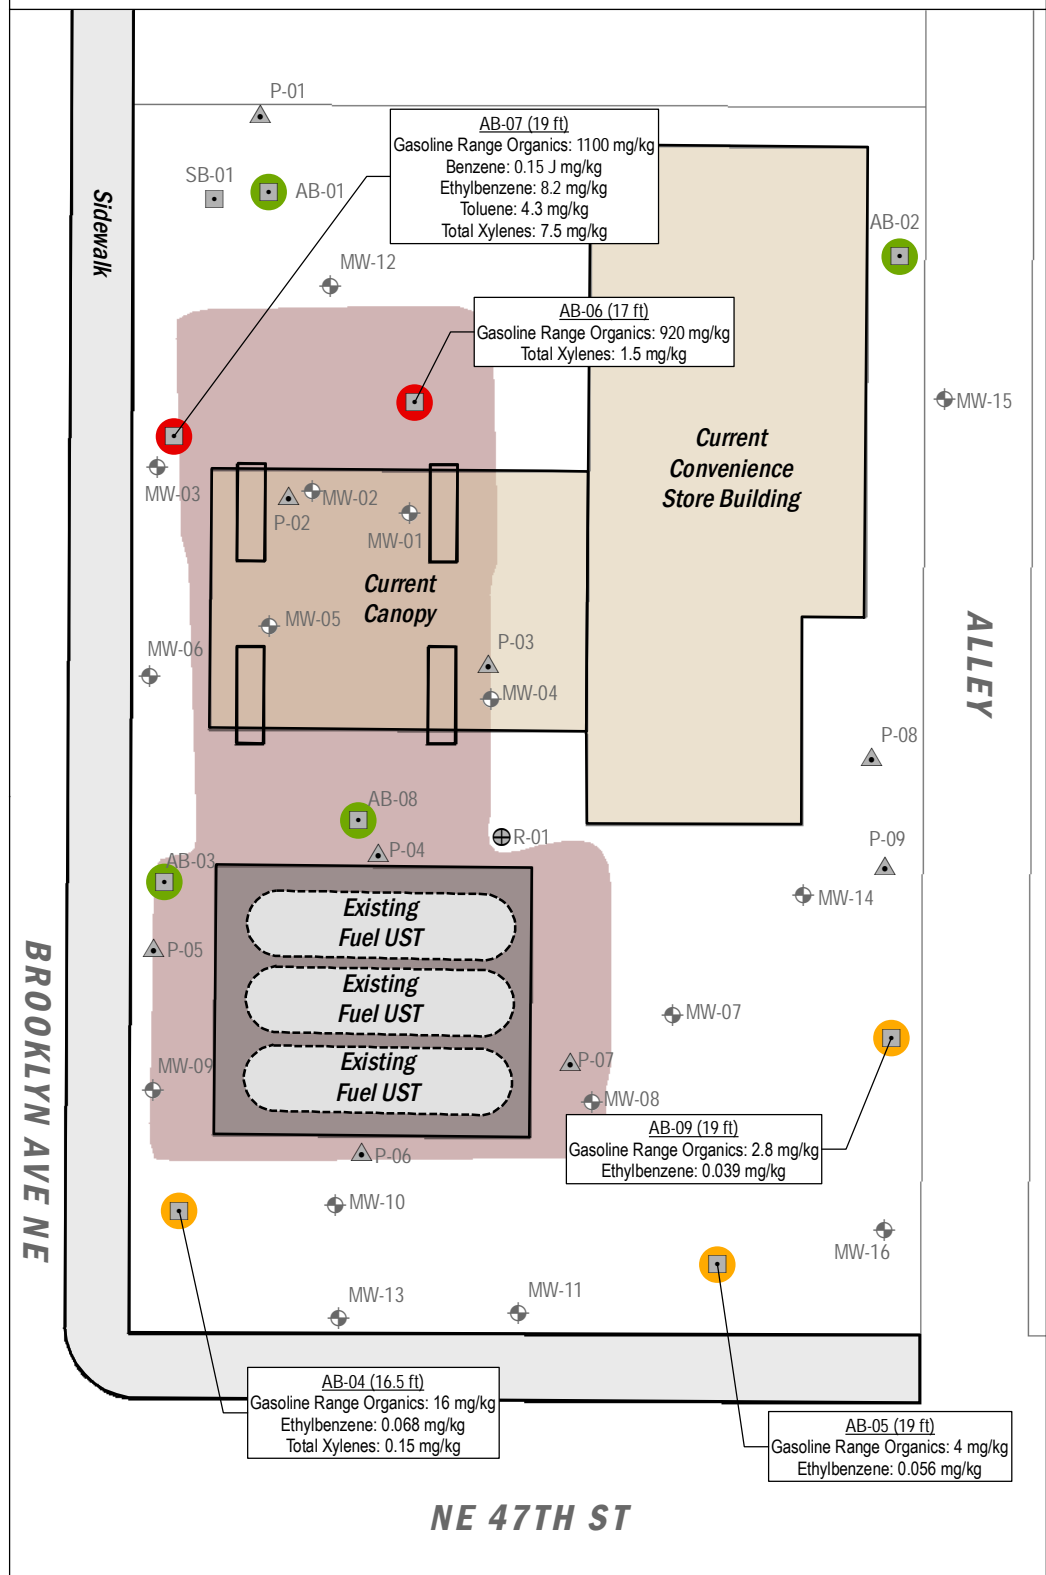 P-01
AB-07 (19 ft)
Gasoline Range Organics: 1100 mg/kg
Benzene: 0.15 J mg/kg
Ethylbenzene: 8.2 mg/kg
Toluene: 4.3 mg/kg
Total Xylenes: 7.5 mg/kg
SB-01
AB-01
Sidewalk
AB-02
MW-12
AB-06 (17 ft)
Gasoline Range Organics: 920 mg/kg
Total Xylenes: 1.5 mg/kg
MW-15
Current
Convenience
Store Building
MW-03
MW-02
P-02
MW-01
Current
Canopy
MW-05
MW-06
P-03
MW-04
ALLEY
P-08
AB-08
R-01
P-04
P-09
AB-03
MW-14
Existing
Fuel UST
P-05
Existing
Fuel UST
MW-07
Existing
Fuel UST
P-07
MW-09
MW-08
BROOKLYN AVE NE
AB-09 (19 ft)
Gasoline Range Organics: 2.8 mg/kg
Ethylbenzene: 0.039 mg/kg
P-06
MW-10
MW-16
MW-13
MW-11
AB-04 (16.5 ft)
Gasoline Range Organics: 16 mg/kg
Ethylbenzene: 0.068 mg/kg
Total Xylenes: 0.15 mg/kg
AB-05 (19 ft)
Gasoline Range Organics: 4 mg/kg
Ethylbenzene: 0.056 mg/kg
NE 47TH ST